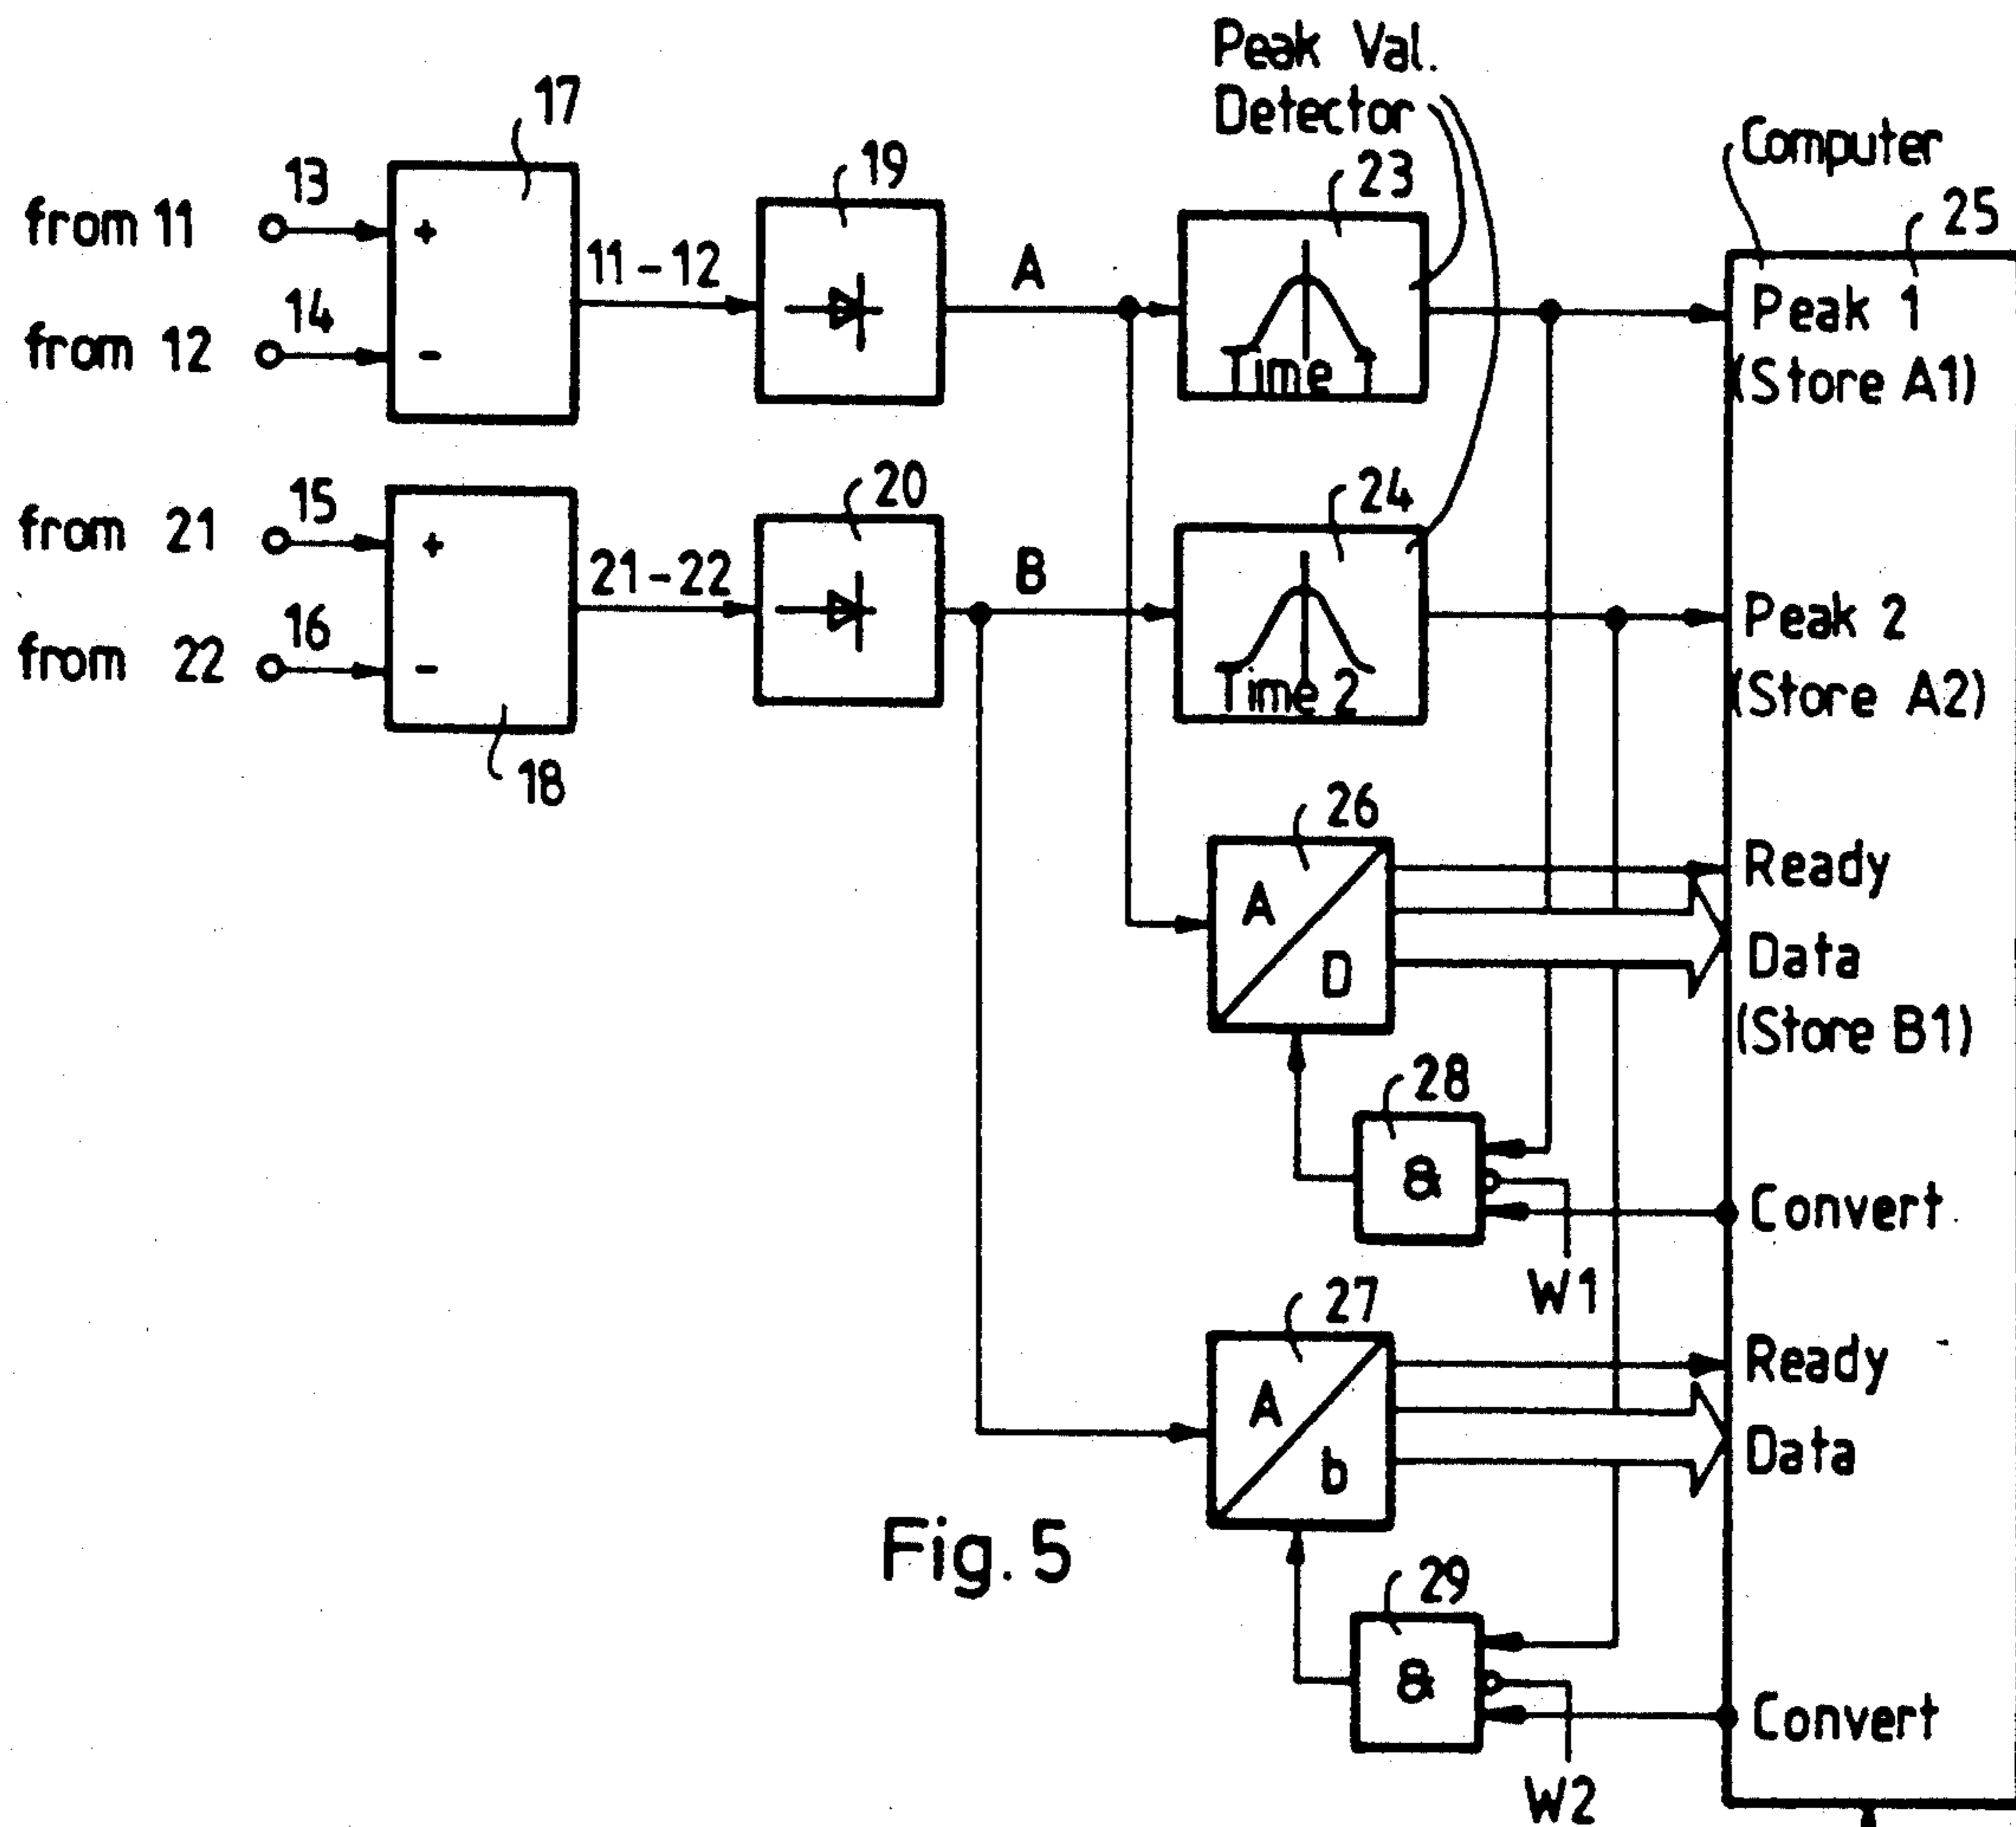 Peak Val.
Detector
Computer
17
13
from 11
+
11-12
14
from 12
-
19
A
23
Time 1
25
Peak 1
(Store A1)
15
from 21
+
21-22
16
from 22
-
18
20
B
24
Time 2
Peak 2
(Store A2)
26
A
D
Ready
Data
(Store B1)
28
&
Convert
W1
27
A
b
Ready
Data
Fig. 5
29
&
Convert
W2